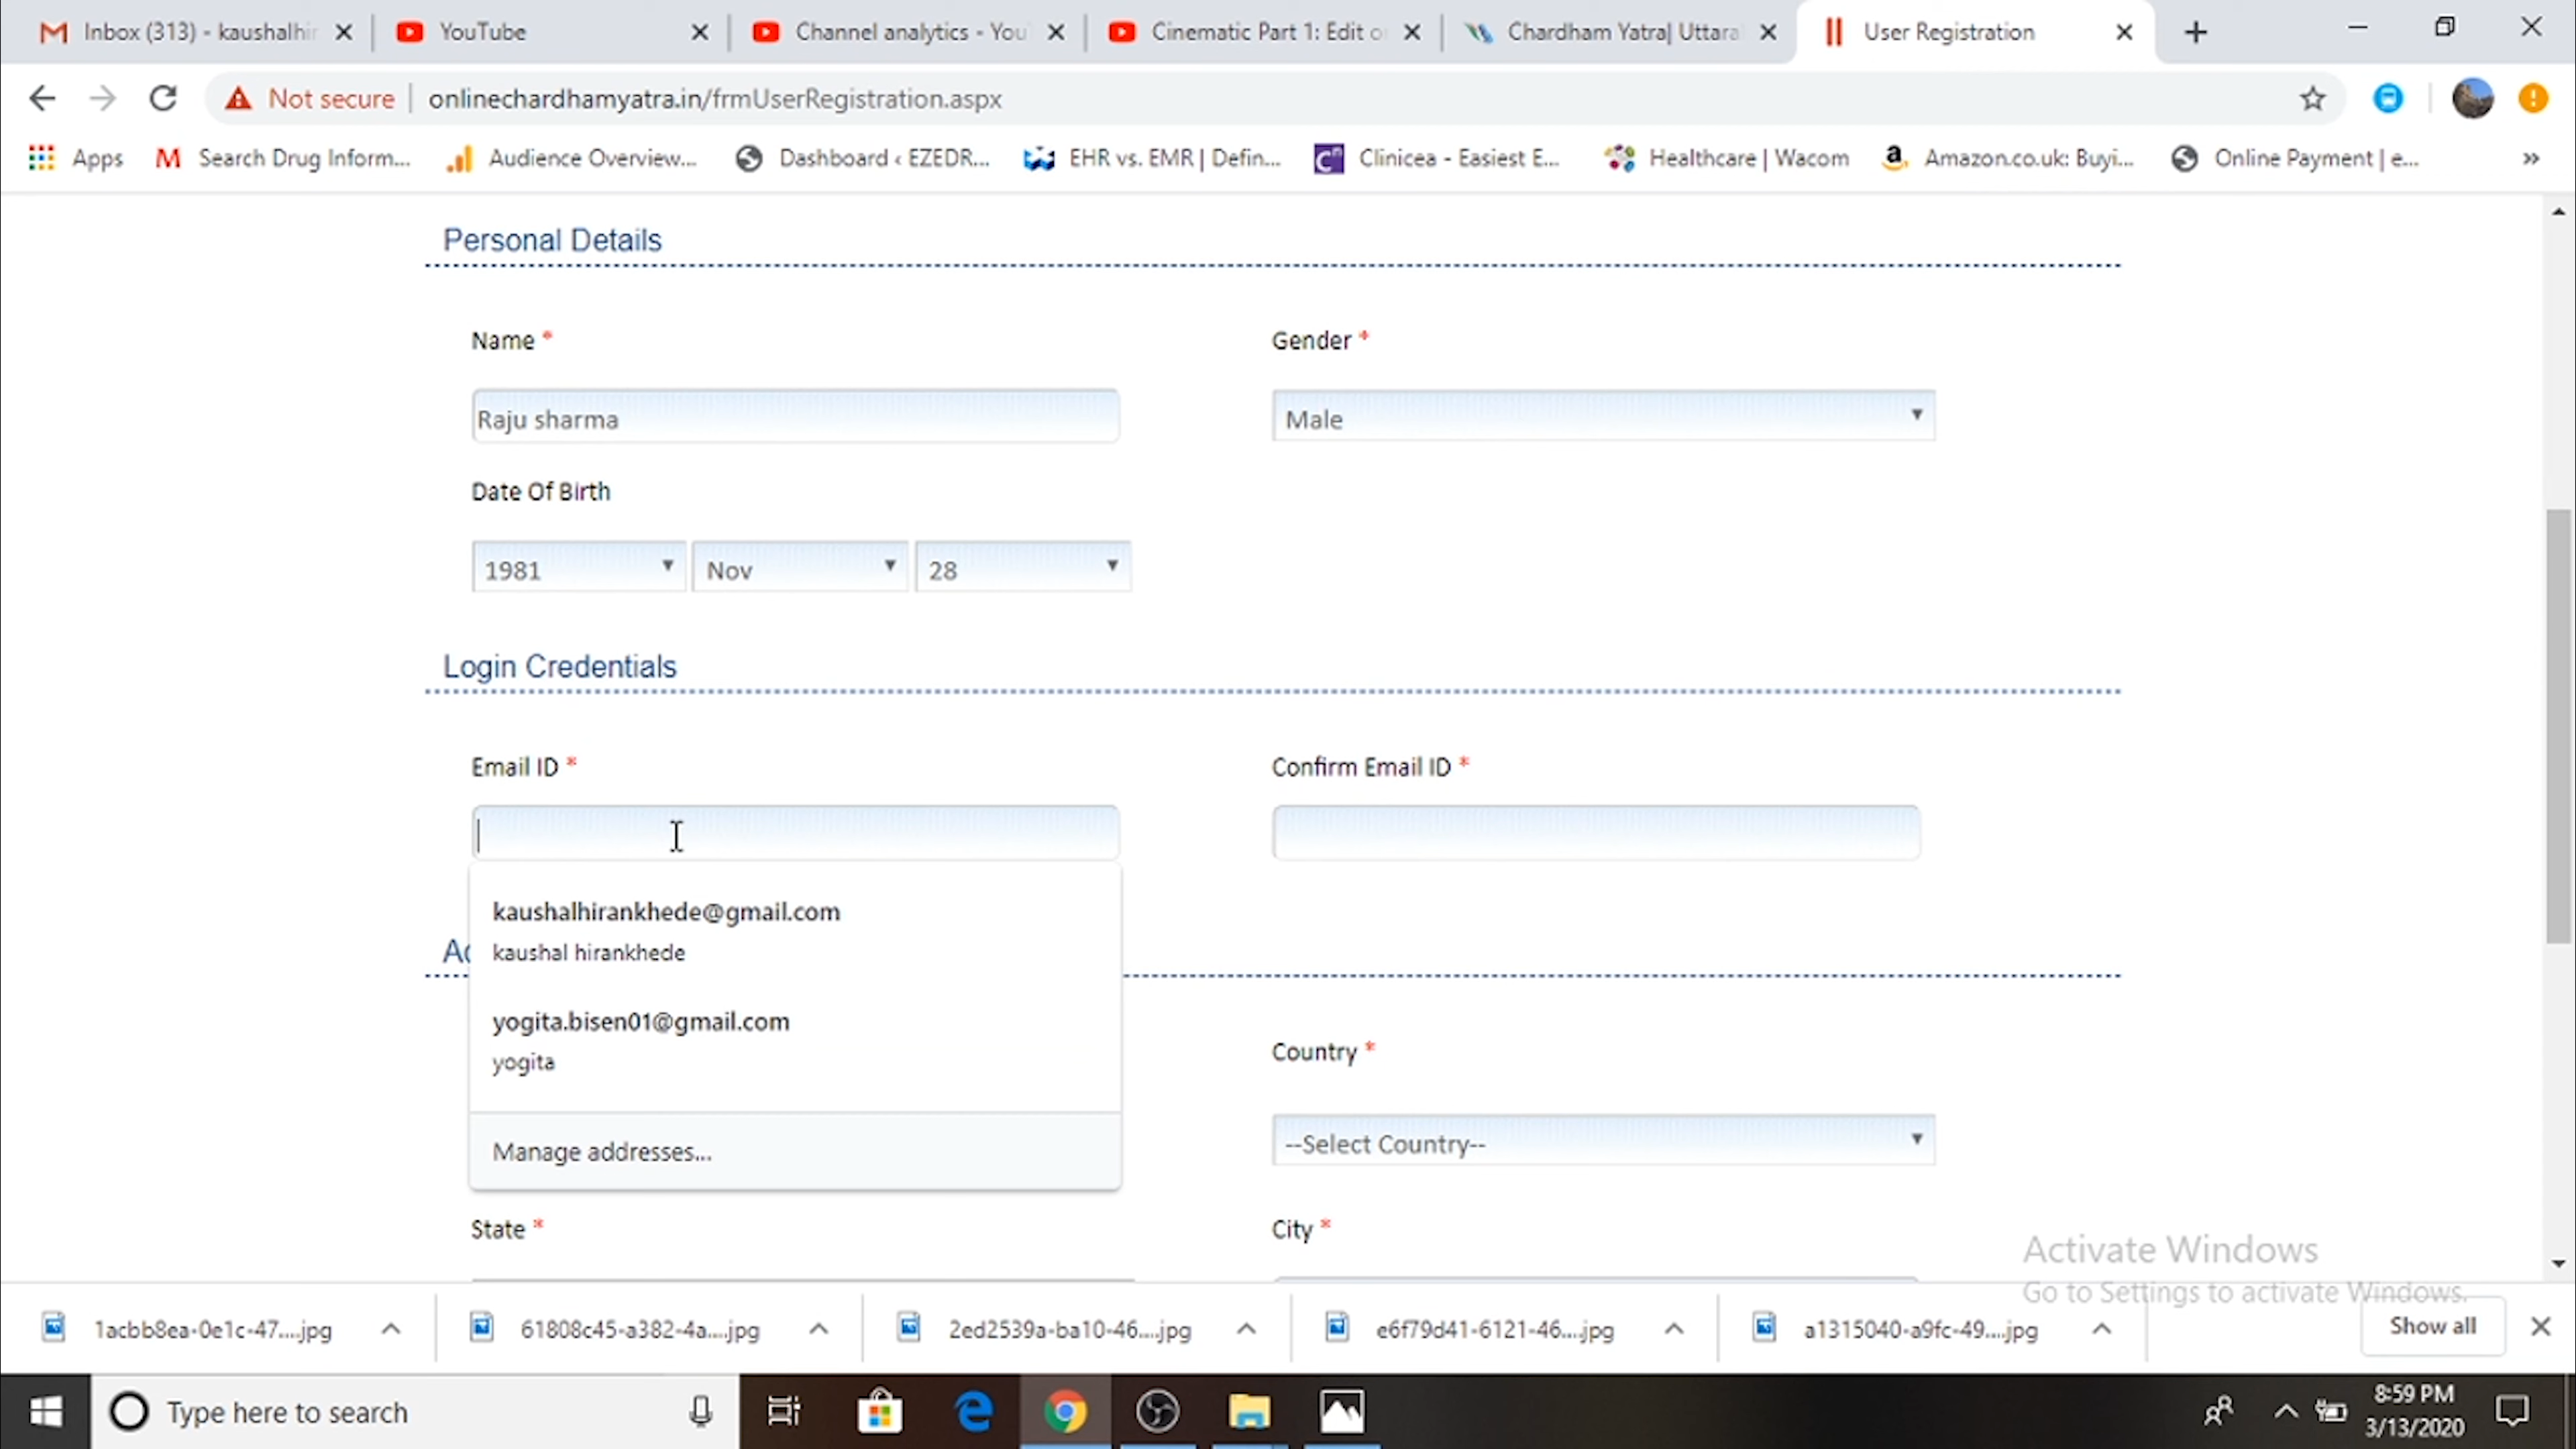 Inbox (313) - kaushalhir
YouTube
Channel analytics - You
Cinematic Part 1: Edit o
Chardham Yatra| Uttara
User Registration
Not secure
onlinechardhamyatra.in/frmUserRegistration.aspx
Apps
Search Drug Inform...
Audience Overview...
Dashboard ‹ EZEDR...
EHR vs. EMR | Defin...
Clinicea - Easiest E...
Healthcare | Wacom
Amazon.co.uk: Buyi...
Online Payment | e...
»
Personal Details
Name *
Gender *
Raju sharma
Male
Date Of Birth
1981
Nov
28
Login Credentials
Email ID *
Confirm Email ID *
kaushalhirankhede@gmail.com
kaushal hirankhede
yogita.bisen01@gmail.com
yogita
Manage addresses...
Country *
--Select Country--
State *
City *
Activate Windows
Go to Settings to activate Windows.
1acbb8ea-0e1c-47....jpg
61808c45-a382-4a....jpg
2ed2539a-ba10-46....jpg
e6f79d41-6121-46....jpg
a1315040-a9fc-49....jpg
Show all
Type here to search
8:59 PM
3/13/2020